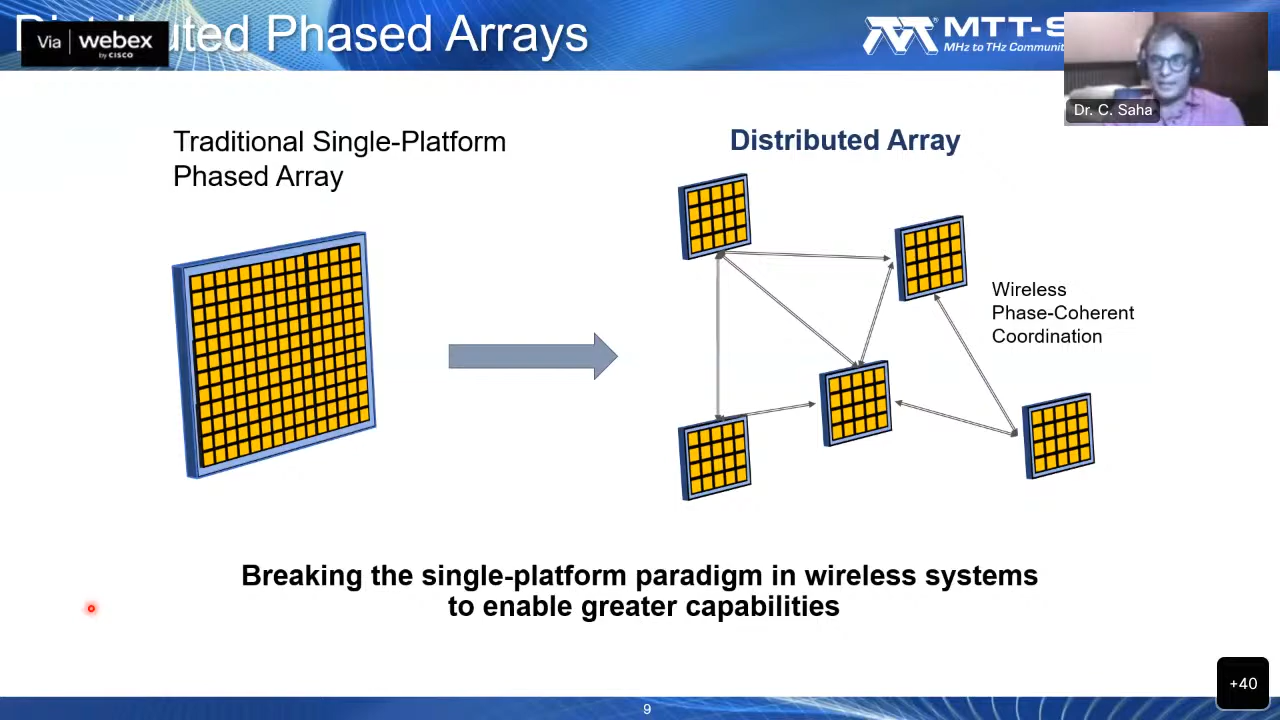 Via webex
by CISCO
uted Phased Arrays
MTT-S
MHz to THz Communit
Dr. C. Saha
Traditional Single-Platform
Phased Array
Distributed Array
Wireless
Phase-Coherent
Coordination
Breaking the single-platform paradigm in wireless systems
to enable greater capabilities
9
+40